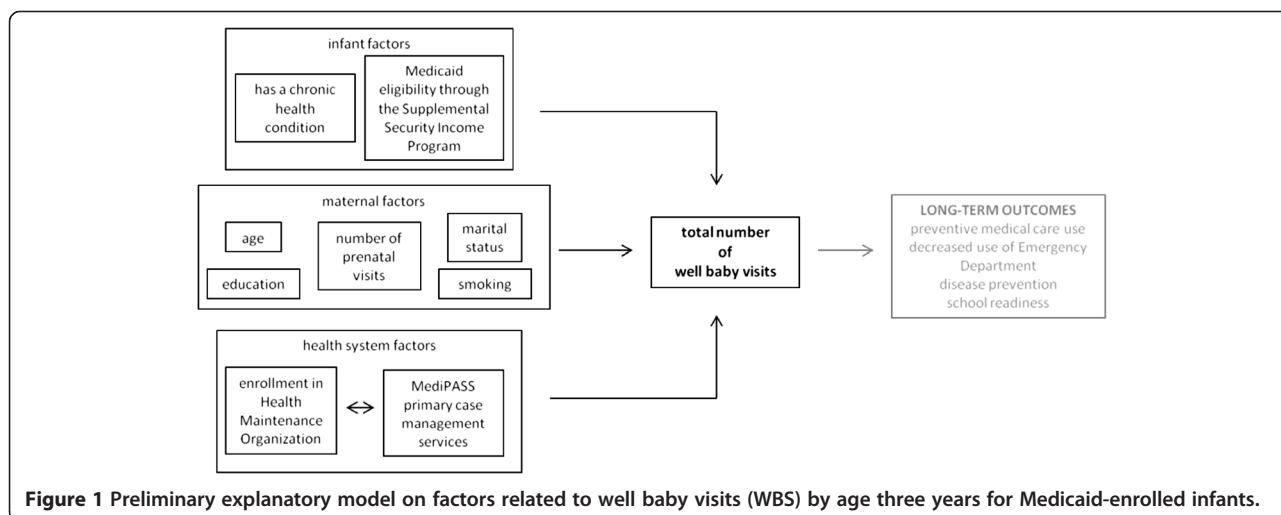 infant factors
has a chronic
health
condition
Medicaid
eligibility through
the Supplemental
Security Income
Program
maternal factors
age
number of
prenatal
visits
marital
status
education
smoking
health system factors
enrollment in
Health
Maintenance
Organization
MediPASS
primary case
management
services
total number
of
well baby visits
LONG-TERM OUTCOMES
preventive medical care use
decreased use of Emergency
Department
disease prevention
school readiness
Figure 1 Preliminary explanatory model on factors related to well baby visits (WBS) by age three years for Medicaid-enrolled infants.